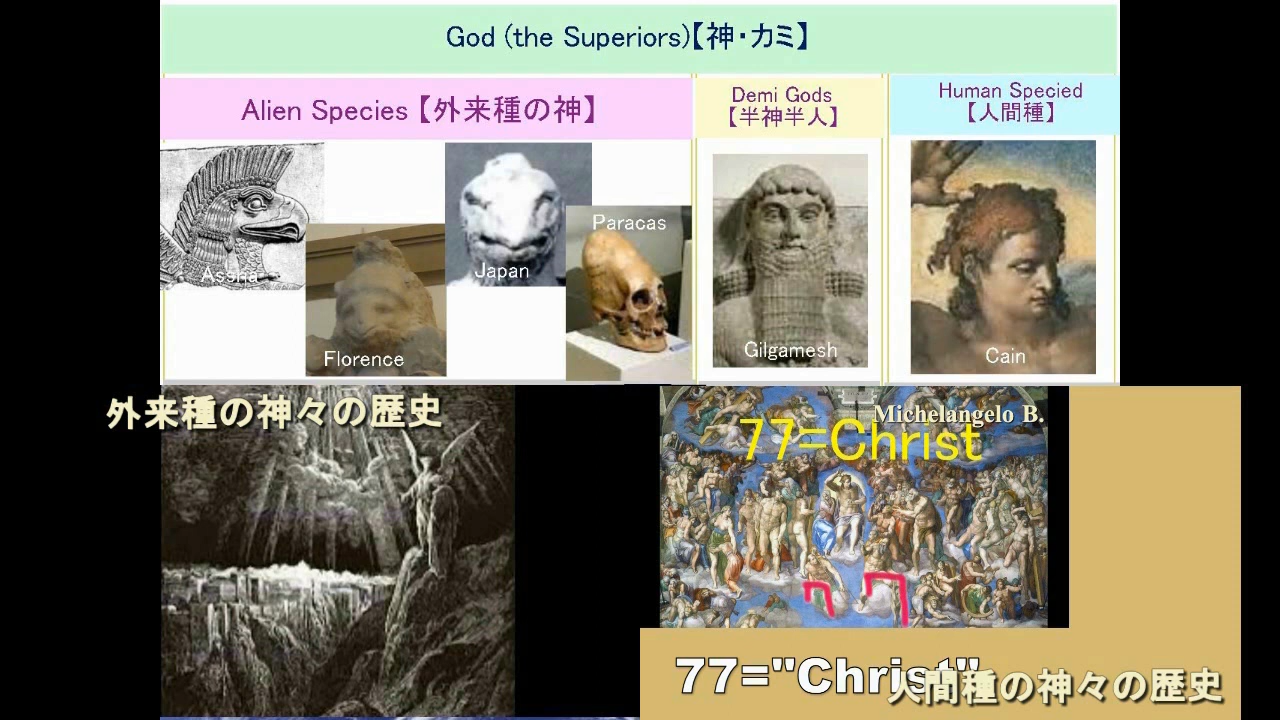 God (the Superiors)【神・カミ】
Alien Species【外来種の神】
Demi Gods
【半神半人】
Human Specied
【人間種】
Assha
Florence
Japan
Paracas
Gilgamesh
Cain
外来種の神々の歴史
Michelangelo B.
77=Christ
77="Christ"
人間種の神々の歴史